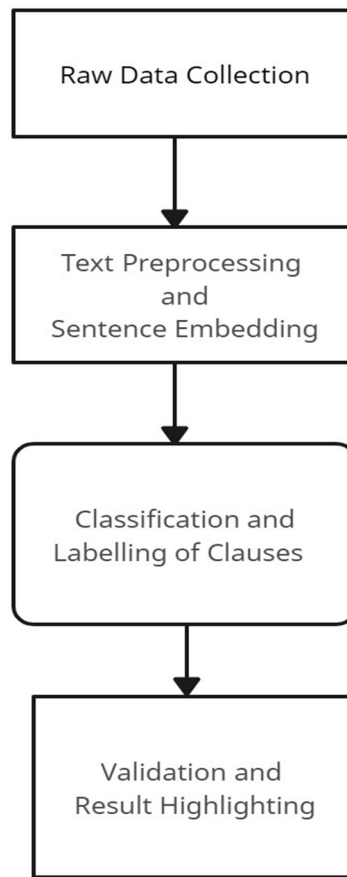 Raw Data Collection
Text Preprocessing
and
Sentence Embedding
Classification and
Labelling of Clauses
Validation and
Result Highlighting